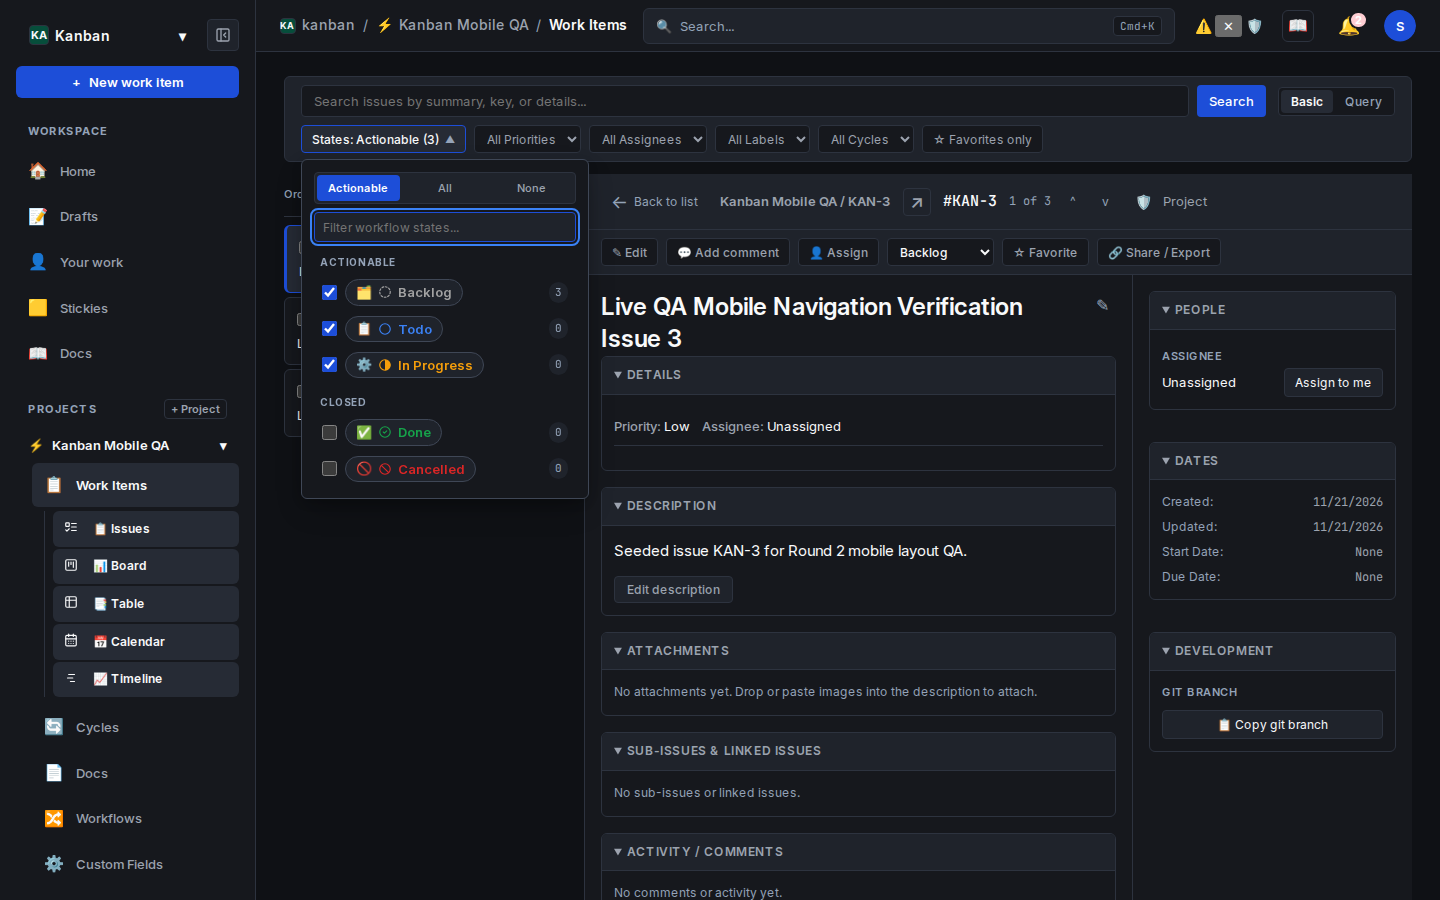 KA Kanban ▾
+ New work item
WORKSPACE
Home
Drafts
Your work
Stickies
Docs
PROJECTS
+ Project
Kanban Mobile QA ▾
Work Items
Issues
Board
Table
Calendar
Timeline
Cycles
Docs
Workflows
Custom Fields
KA kanban / Kanban Mobile QA / Work Items
Search...
Cmd+K
S
Search issues by summary, key, or details...
Search
Basic
Query
States: Actionable (3)
All Priorities
All Assignees
All Labels
All Cycles
☆ Favorites only
Actionable
All
None
Filter workflow states...
ACTIONABLE
Backlog 3
Todo 0
In Progress 0
CLOSED
Done 0
Cancelled 0
← Back to list
Kanban Mobile QA / KAN-3
#KAN-3
1 of 3
^
v
Project
✎ Edit
Add comment
Assign
Backlog
☆ Favorite
Share / Export
Live QA Mobile Navigation Verification
Issue 3
DETAILS
Priority: Low Assignee: Unassigned
DESCRIPTION
Seeded issue KAN-3 for Round 2 mobile layout QA.
Edit description
ATTACHMENTS
No attachments yet. Drop or paste images into the description to attach.
SUB-ISSUES & LINKED ISSUES
No sub-issues or linked issues.
ACTIVITY / COMMENTS
No comments or activity yet.
PEOPLE
ASSIGNEE
Unassigned
Assign to me
DATES
Created: 11/21/2026
Updated: 11/21/2026
Start Date: None
Due Date: None
DEVELOPMENT
GIT BRANCH
Copy git branch